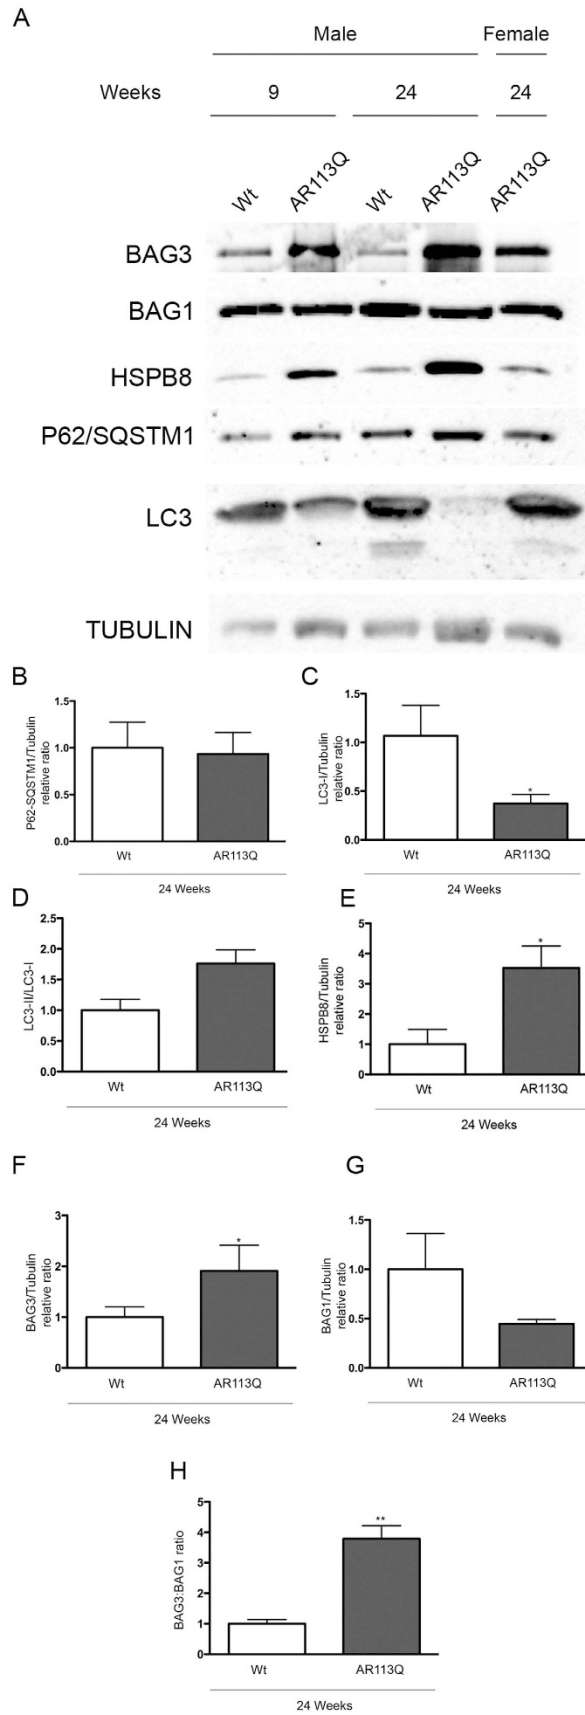 A
Male Female
Weeks 9 24 24
Wt AR113Q Wt AR113Q AR113Q
BAG3
BAG1
HSPB8
P62/SQSTM1
LC3
TUBULIN
B
P62-SQSTM1/Tubulin
relative ratio
1.5
1.0
0.5
0.0
Wt AR113Q
24 Weeks
C
LC3-I/Tubulin
relative ratio
1.5
1.0
0.5
0.0
*
Wt AR113Q
24 Weeks
D
LC3-II/LC3-I
2.5
2.0
1.5
1.0
0.5
0.0
Wt AR113Q
24 Weeks
E
HSPB8/Tubulin
relative ratio
5
4
3
2
1
0
*
Wt AR113Q
24 Weeks
F
BAG3/Tubulin
relative ratio
3
2
1
0
*
Wt AR113Q
24 Weeks
G
BAG1/Tubulin
relative ratio
1.5
1.0
0.5
0.0
Wt AR113Q
24 Weeks
H
BAG3:BAG1 ratio
5
4
3
2
1
0
**
Wt AR113Q
24 Weeks